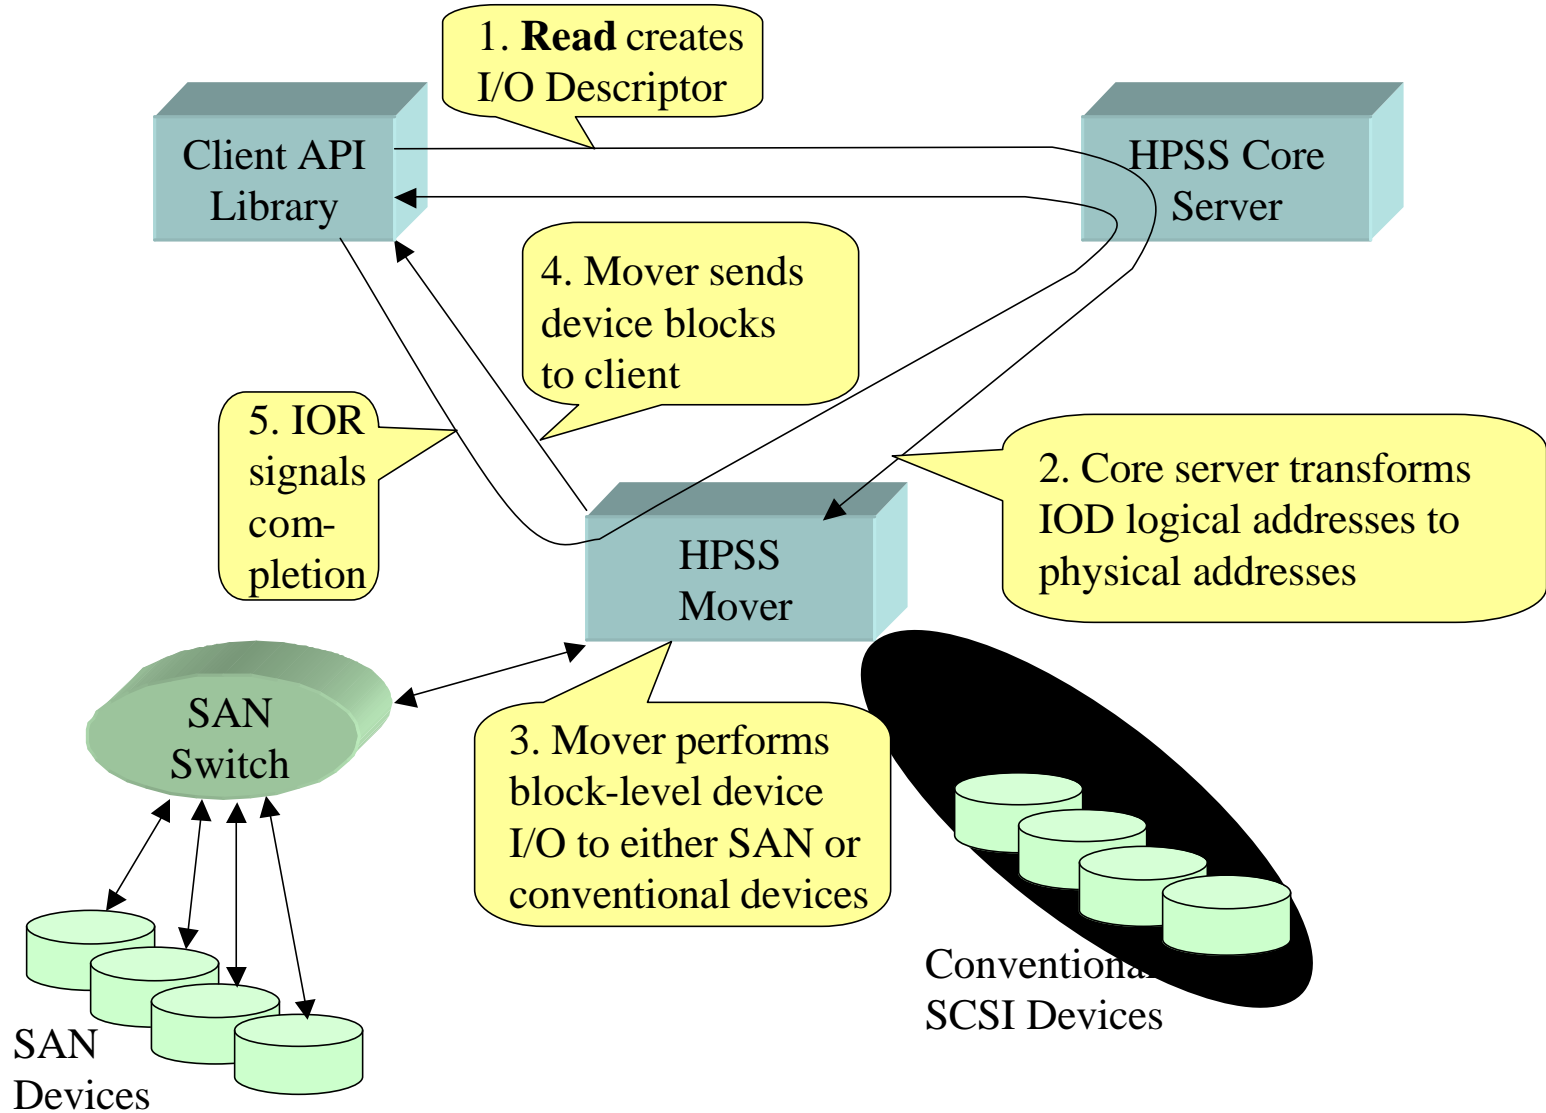 1. Read creates
I/O Descriptor
Client API
Library
HPSS Core
Server
4. Mover sends
device blocks
to client
5. IOR
signals
com-
pletion
2. Core server transforms
IOD logical addresses to
physical addresses
HPSS
Mover
SAN
Switch
3. Mover performs
block-level device
I/O to either SAN or
conventional devices
Conventiona
SCSI Devices
SAN
Devices